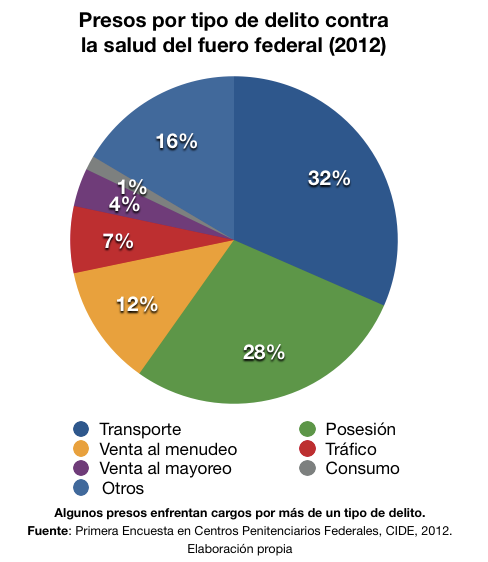 Presos por tipo de delito contra
la salud del fuero federal (2012)
16%
32%
1%
4%
7%
12%
28%
Transporte
Posesión
Venta al menudeo
Tráfico
Venta al mayoreo
Consumo
Otros
Algunos presos enfrentan cargos por más de un tipo de delito.
Fuente: Primera Encuesta en Centros Penitenciarios Federales, CIDE, 2012.
Elaboración propia